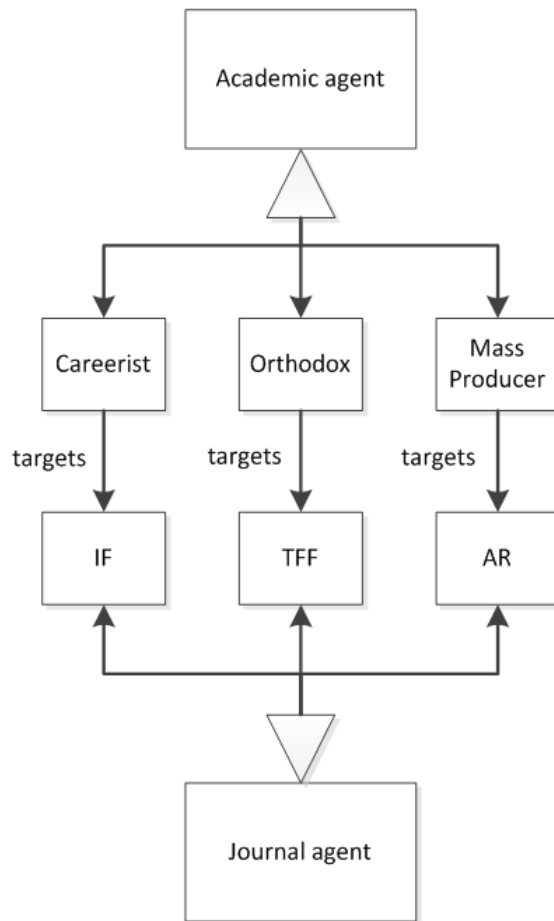 Academic agent
Careerist
Orthodox
Mass
Producer
targets
targets
targets
IF
TFF
AR
Journal agent